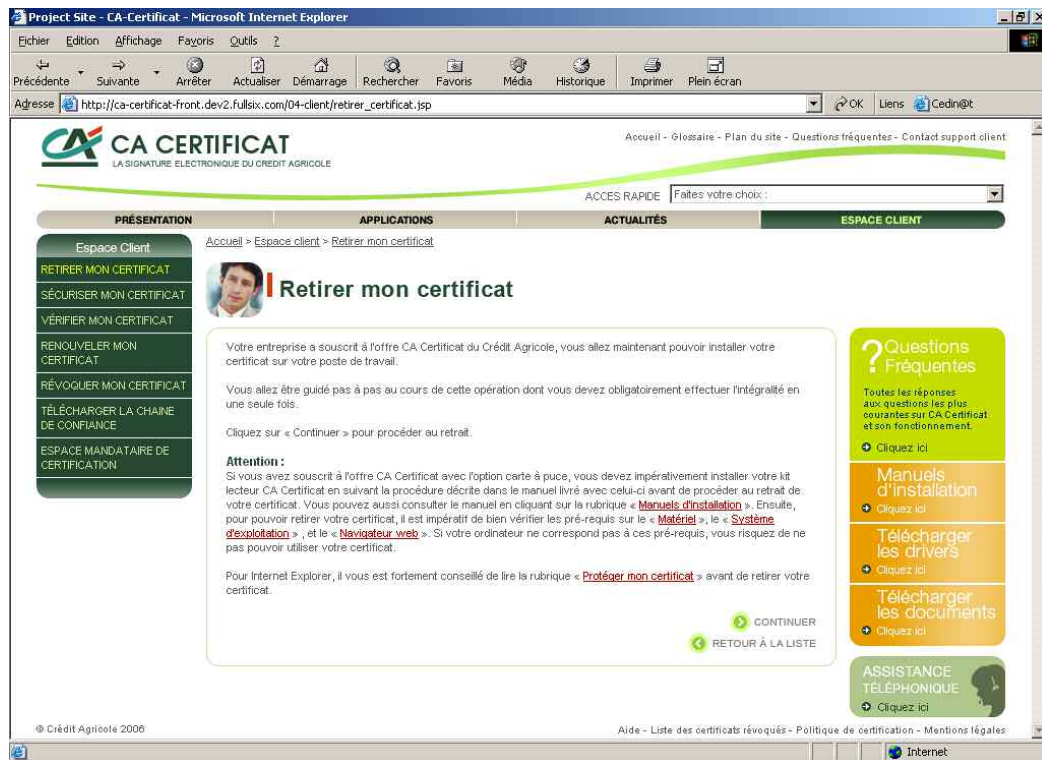 Project Site - CA-Certificat - Microsoft Internet Explorer
Fichier Edition Affichage Favoris Outils ?
Précédente Suivante Arrêter Actualiser Démarrage Rechercher Favoris Média Historique Imprimer Plein écran
Adresse http://ca-certificat-front.dev2.fullsix.com/04-client/retirer_certificat.jsp OK Liens Cedin@t
CA CERTIFICAT
LA SIGNATURE ELECTRONIQUE DU CREDIT AGRICOLE
Accueil - Glossaire - Plan du site - Questions fréquentes - Contact support client
ACCES RAPIDE Faites votre choix :
PRÉSENTATION APPLICATIONS ACTUALITÉS ESPACE CLIENT
Espace Client
RETIRER MON CERTIFICAT
SÉCURISER MON CERTIFICAT
VÉRIFIER MON CERTIFICAT
RENOUVELER MON
CERTIFICAT
RÉVOQUER MON CERTIFICAT
TÉLÉCHARGER LA CHAINE
DE CONFIANCE
ESPACE MANDATAIRE DE
CERTIFICATION
Accueil > Espace client > Retirer mon certificat
Retirer mon certificat
Votre entreprise a souscrit à l'offre CA Certificat du Crédit Agricole, vous allez maintenant pouvoir installer votre
certificat sur votre poste de travail.
Vous allez être guidé pas à pas au cours de cette opération dont vous devez obligatoirement effectuer l'intégralité en
une seule fois.
Cliquez sur « Continuer » pour procéder au retrait.
Attention :
Si vous avez souscrit à l'offre CA Certificat avec l'option carte à puce, vous devez impérativement installer votre kit
lecteur CA Certificat en suivant la procédure décrite dans le manuel livré avec celui-ci avant de procéder au retrait de
votre certificat. Vous pouvez aussi consulter le manuel en cliquant sur la rubrique « Manuels d'installation ». Ensuite,
pour pouvoir retirer votre certificat, il est impératif de bien vérifier les pré-requis sur le « Matériel », le « Système
d'exploitation » , et le « Navigateur web ». Si votre ordinateur ne correspond pas à ces pré-requis, vous risquez de ne
pas pouvoir utiliser votre certificat.
Pour Internet Explorer, il vous est fortement conseillé de lire la rubrique « Protéger mon certificat » avant de retirer votre
certificat.
CONTINUER
RETOUR À LA LISTE
? Questions
Fréquentes
Toutes les réponses
aux questions les plus
courantes sur CA Certificat
et son fonctionnement.
Cliquez ici
Manuels
d'installation
Cliquez ici
Télécharger
les drivers
Cliquez ici
Télécharger
les documents
Cliquez ici
ASSISTANCE
TÉLÉPHONIQUE
Cliquez ici
© Crédit Agricole 2006
Aide - Liste des certificats révoqués - Politique de certification - Mentions légales
Internet